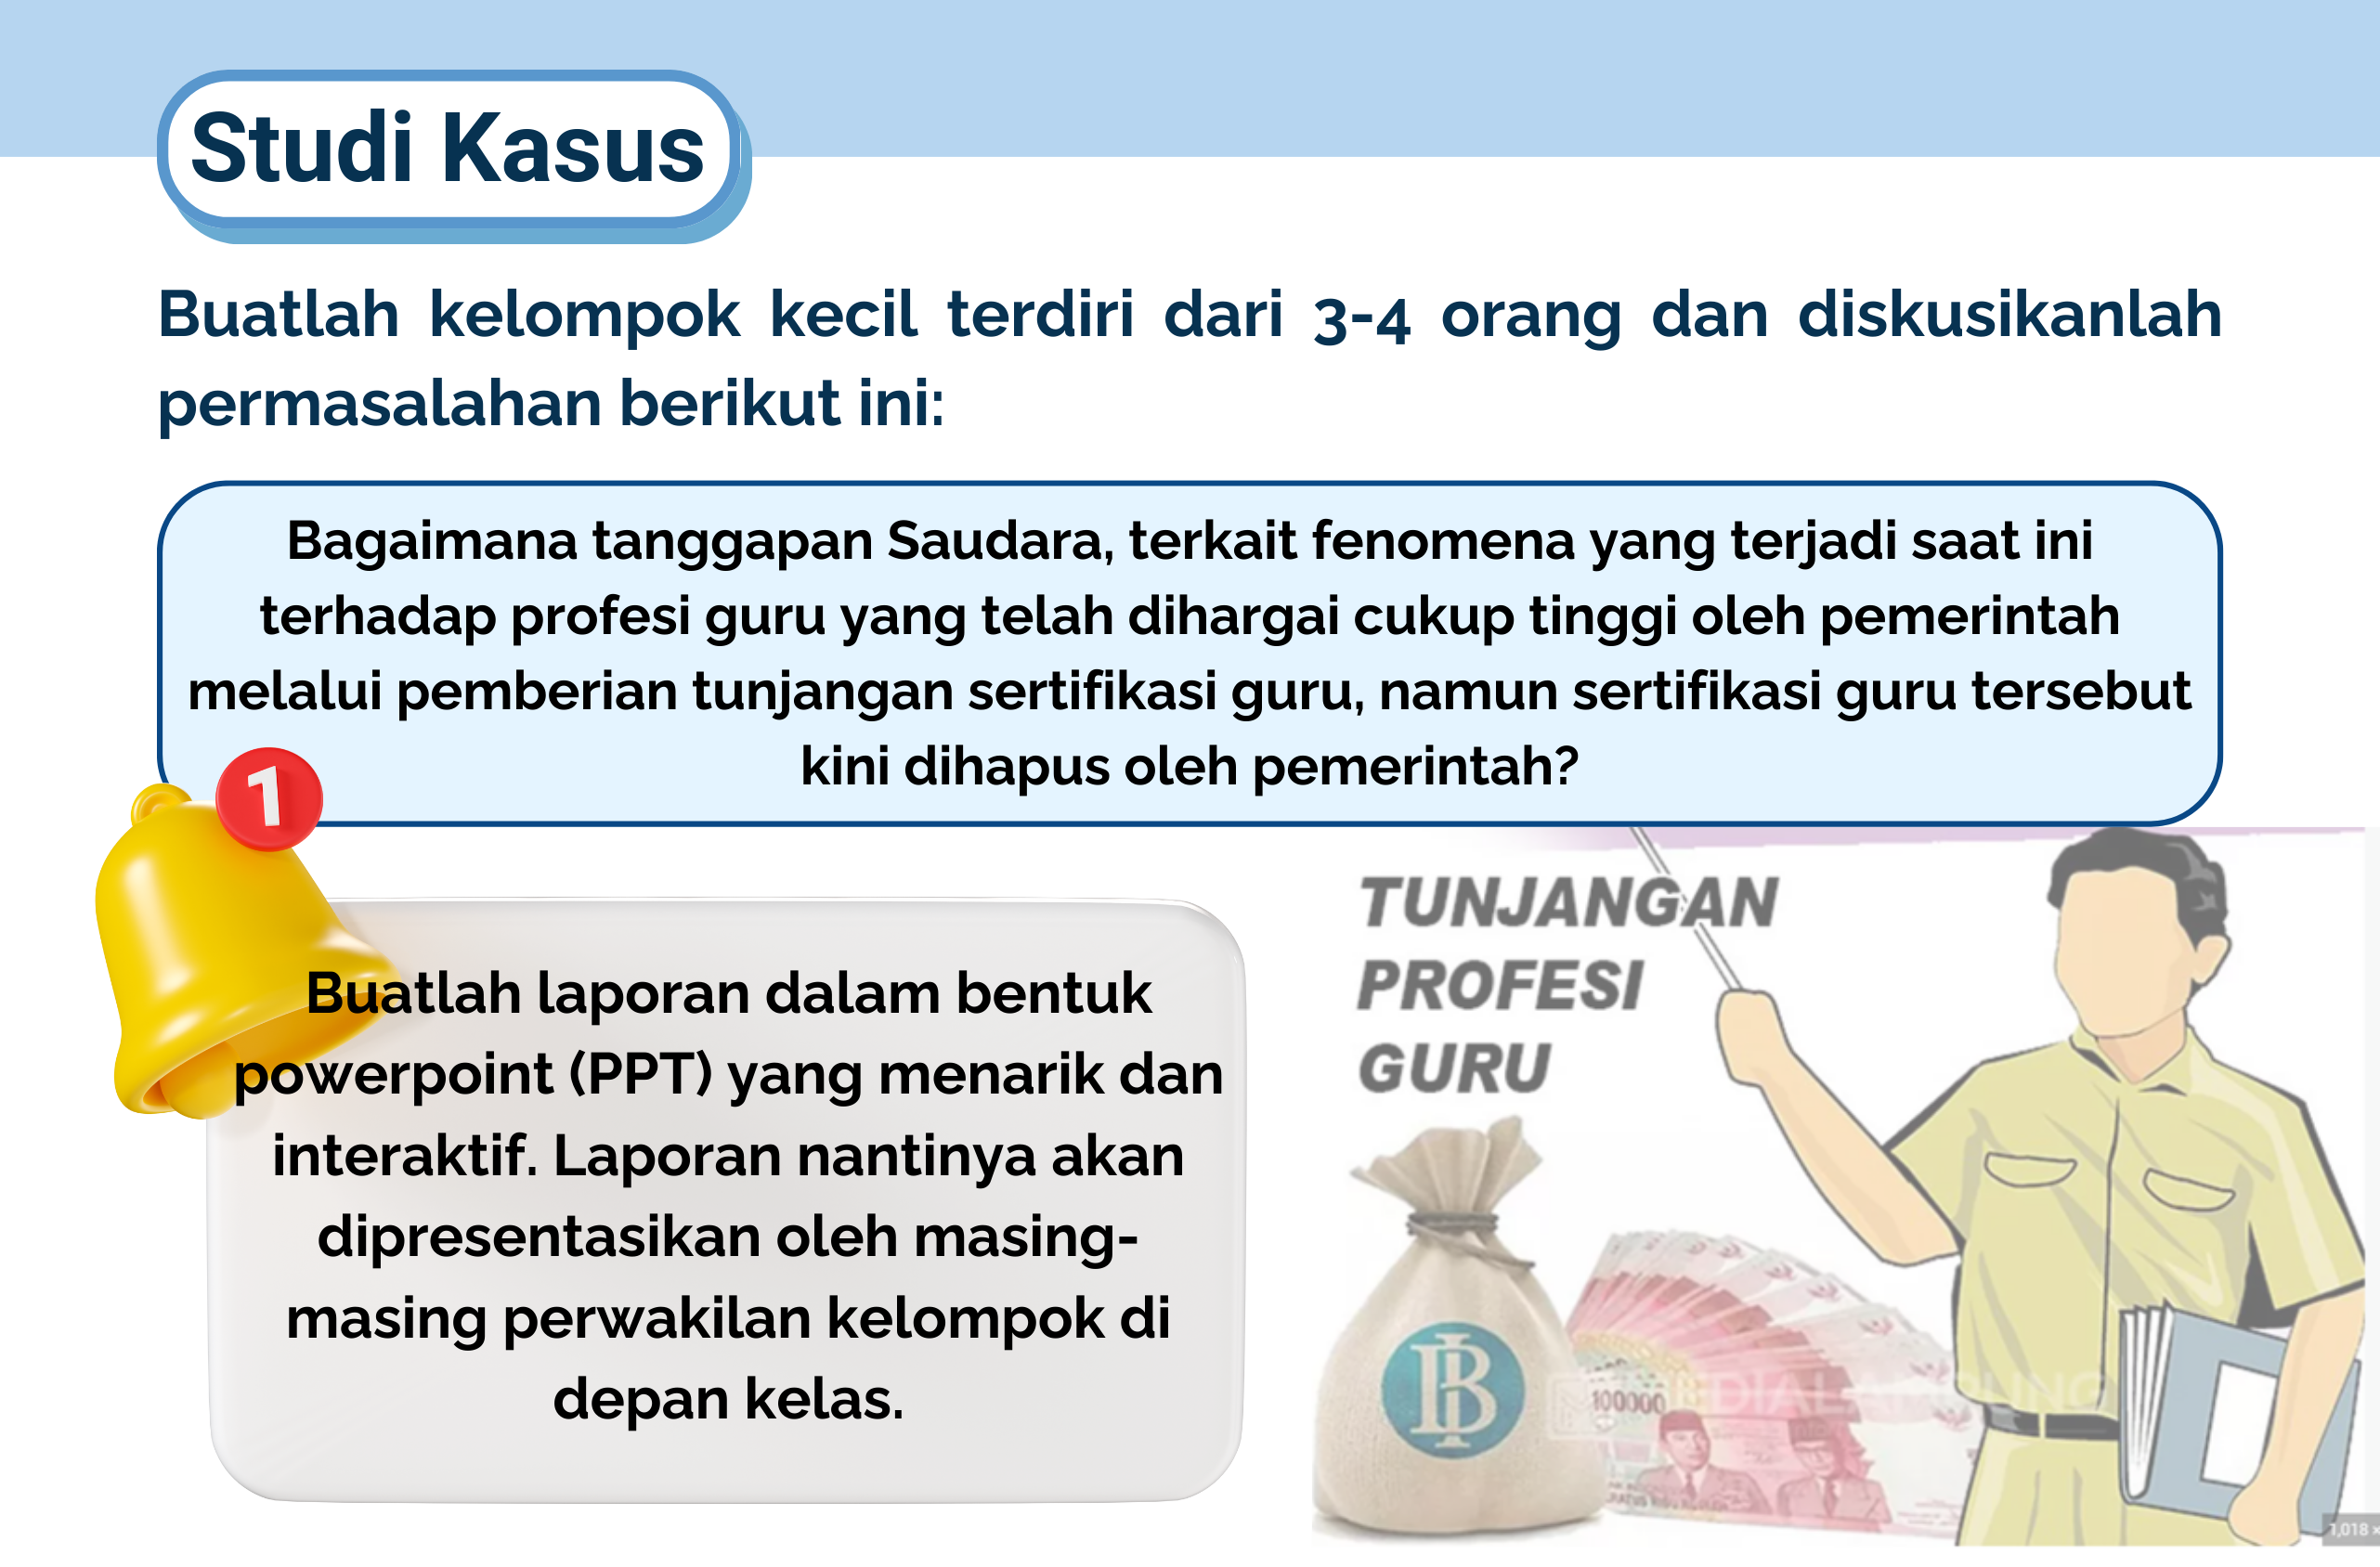 Studi Kasus
Buatlah kelompok kecil terdiri dari 3-4 orang dan diskusikanlah
permasalahan berikut ini:
Bagaimana tanggapan Saudara, terkait fenomena yang terjadi saat ini
terhadap profesi guru yang telah dihargai cukup tinggi oleh pemerintah
melalui pemberian tunjangan sertifikasi guru, namun sertifikasi guru tersebut
kini dihapus oleh pemerintah?
1
Buatlah laporan dalam bentuk
powerpoint (PPT) yang menarik dan
interaktif. Laporan nantinya akan
dipresentasikan oleh masing-
masing perwakilan kelompok di
depan kelas.
TUNJANGAN
PROFESI
GURU
100000
1,018 ×